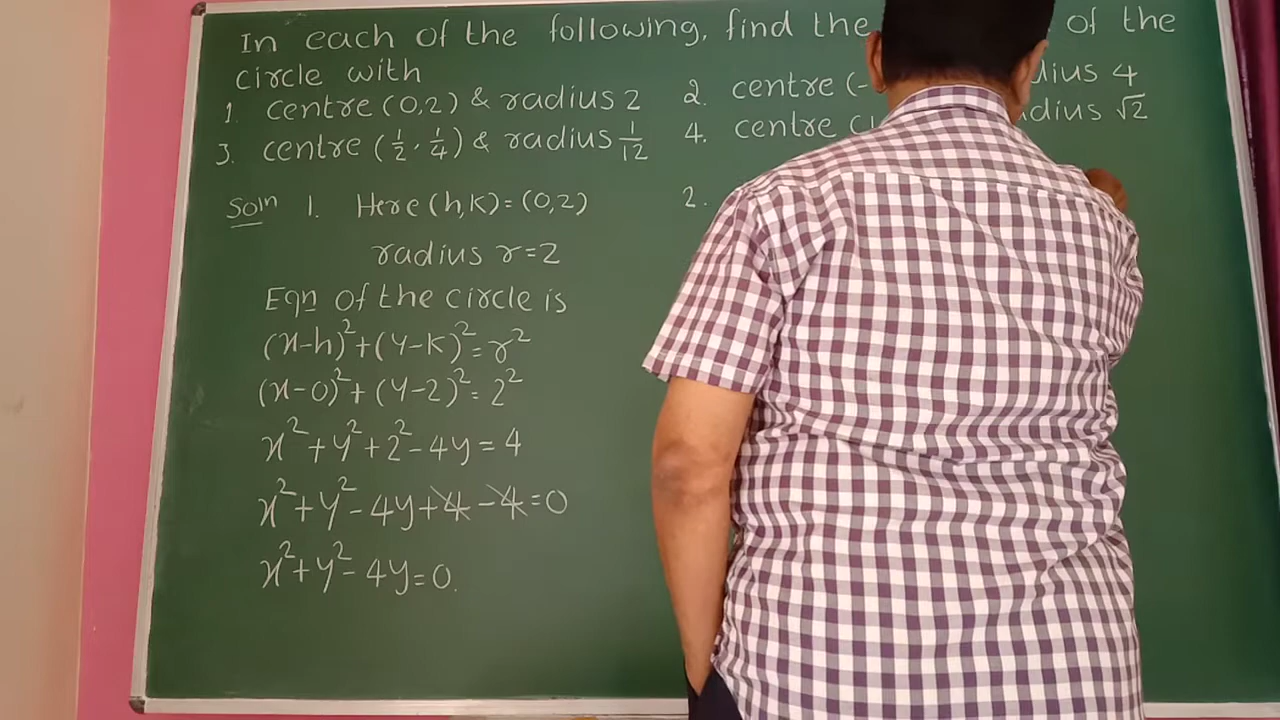 In each of the following, find the of the
circle with
1. centre (0,2) & radius 2
2. centre (- radius 4
3. centre (1/2, 1/4) & radius 1/12
4. centre (1 radius √2
Soln 1. Here (h,k)=(0,2)
radius r=2
Eqn of the circle is
(x-h)²+(y-k)²=r²
(x-0)²+(y-2)²=2²
x²+y²+2²-4y=4
x²+y²-4y+4-4=0
x²+y²-4y=0.
2.